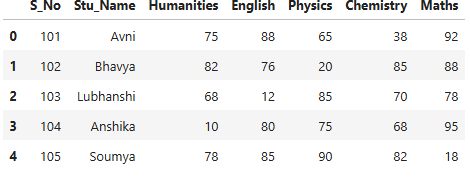 S_No Stu_Name Humanities English Physics Chemistry Maths
0 101 Avni 75 88 65 38 92
1 102 Bhavya 82 76 20 85 88
2 103 Lubhanshi 68 12 85 70 78
3 104 Anshika 10 80 75 68 95
4 105 Soumya 78 85 90 82 18